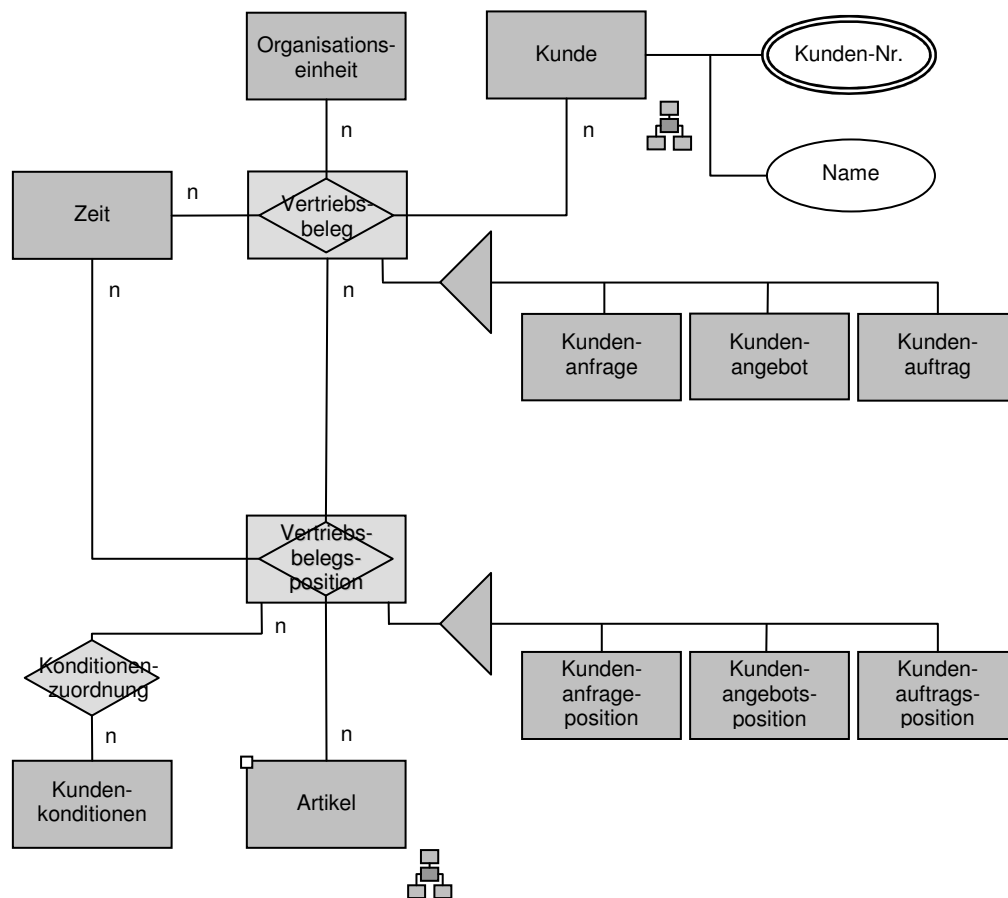 Organisations-
einheit
Kunde
Kunden-Nr.
n
n
Name
Zeit
n
Vertriebs-
beleg
n
n
Kunden-
anfrage
Kunden-
angebot
Kunden-
auftrag
Vertriebs-
belegs-
position
n
Konditionen-
zuordnung
Kunden-
anfrage-
position
Kunden-
angebots-
position
Kunden-
auftrags-
position
n
n
Kunden-
konditionen
Artikel